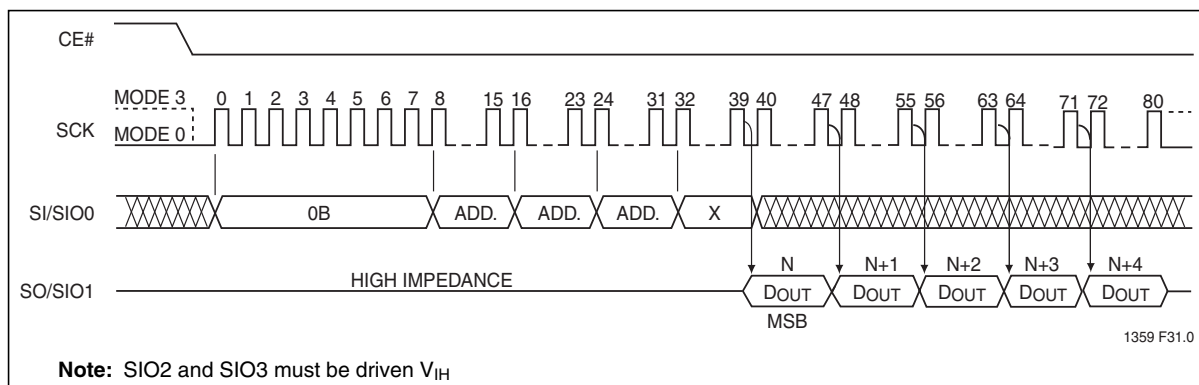 CE#
MODE 3 0 1 2 3 4 5 6 7 8 15 16 23 24 31 32 39 40 47 48 55 56 63 64 71 72 80
SCK MODE 0
SI/SIO0 0B ADD. ADD. ADD. X
N N+1 N+2 N+3 N+4
SO/SIO1 HIGH IMPEDANCE DOUT DOUT DOUT DOUT DOUT
MSB
1359 F31.0
Note: SIO2 and SIO3 must be driven VIH